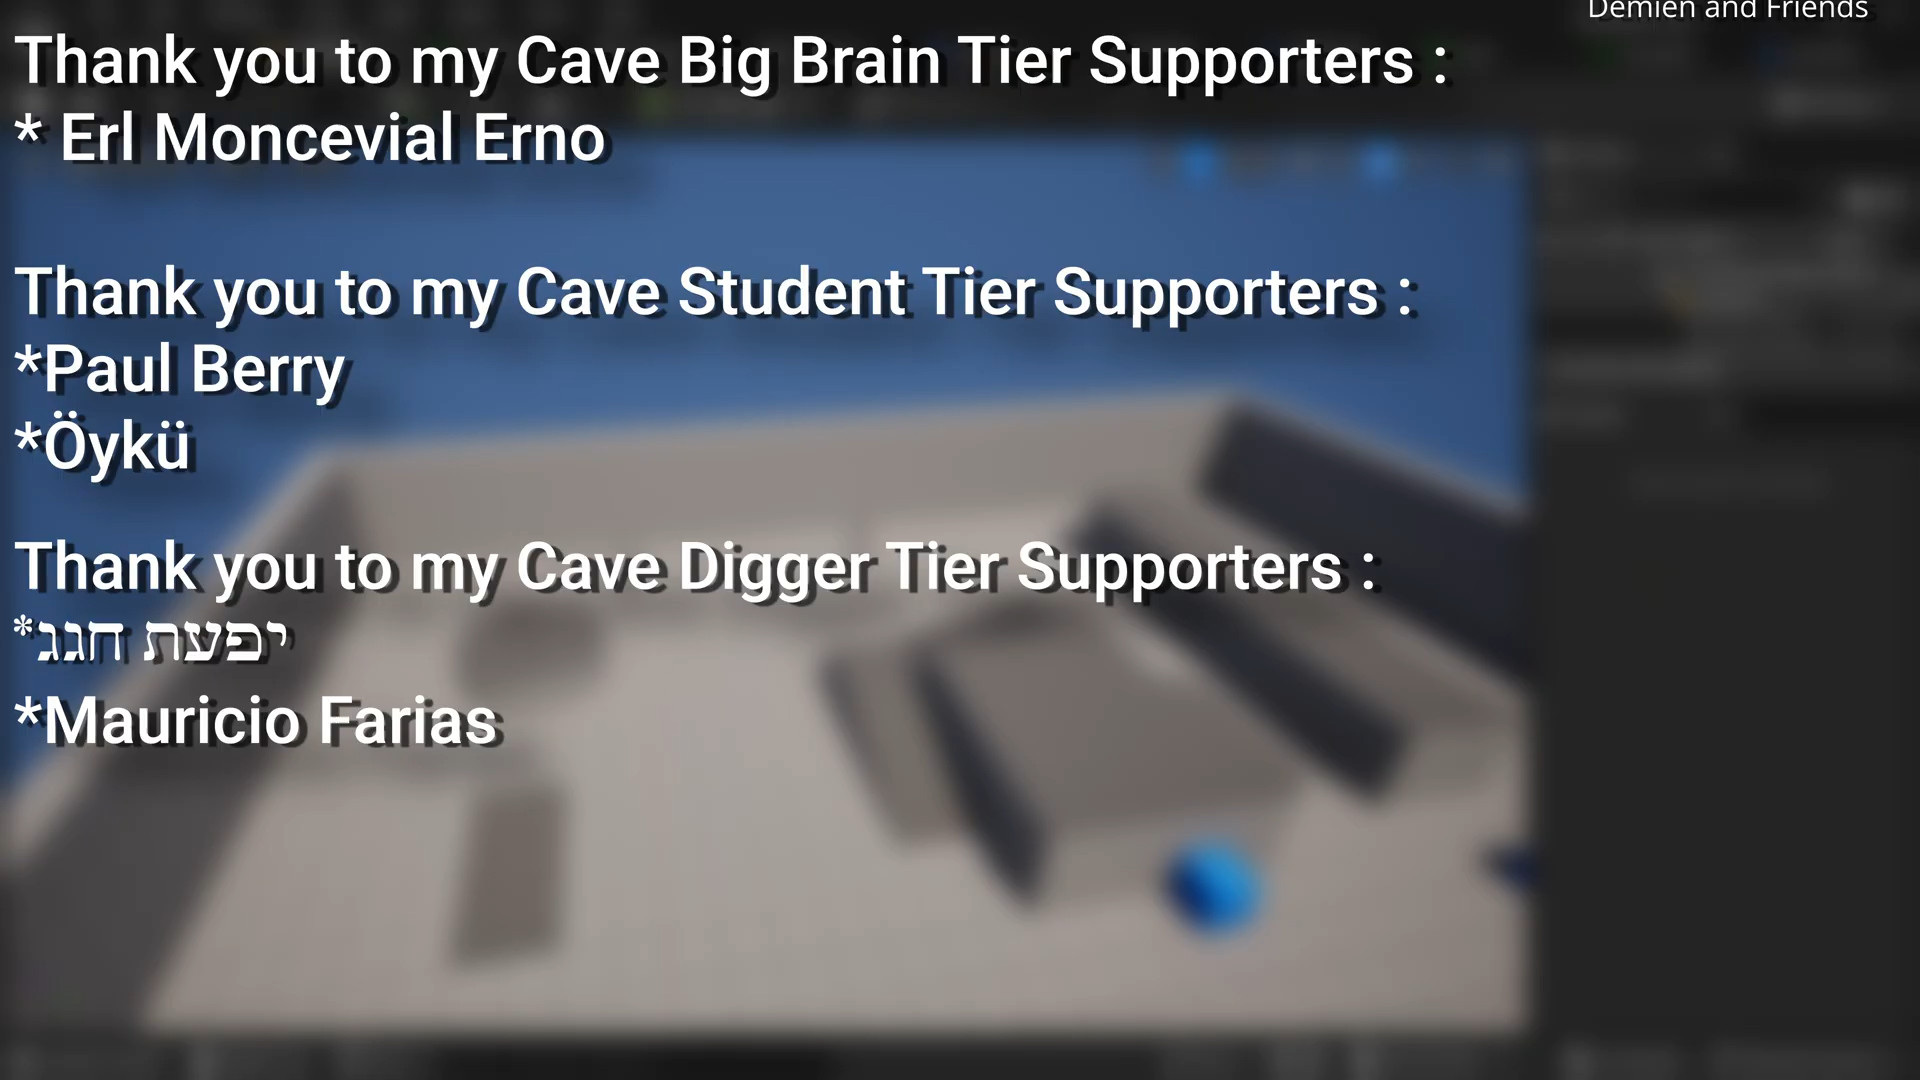 Demien and Friends
Thank you to my Cave Big Brain Tier Supporters :
* Erl Moncevial Erno
Thank you to my Cave Student Tier Supporters :
*Paul Berry
*Öykü
Thank you to my Cave Digger Tier Supporters :
*יפעת חגג
*Mauricio Farias